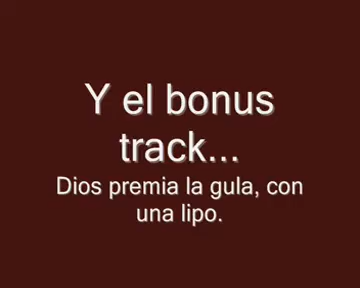 Y el bonus
track...
Dios premia la gula, con
una lipo.